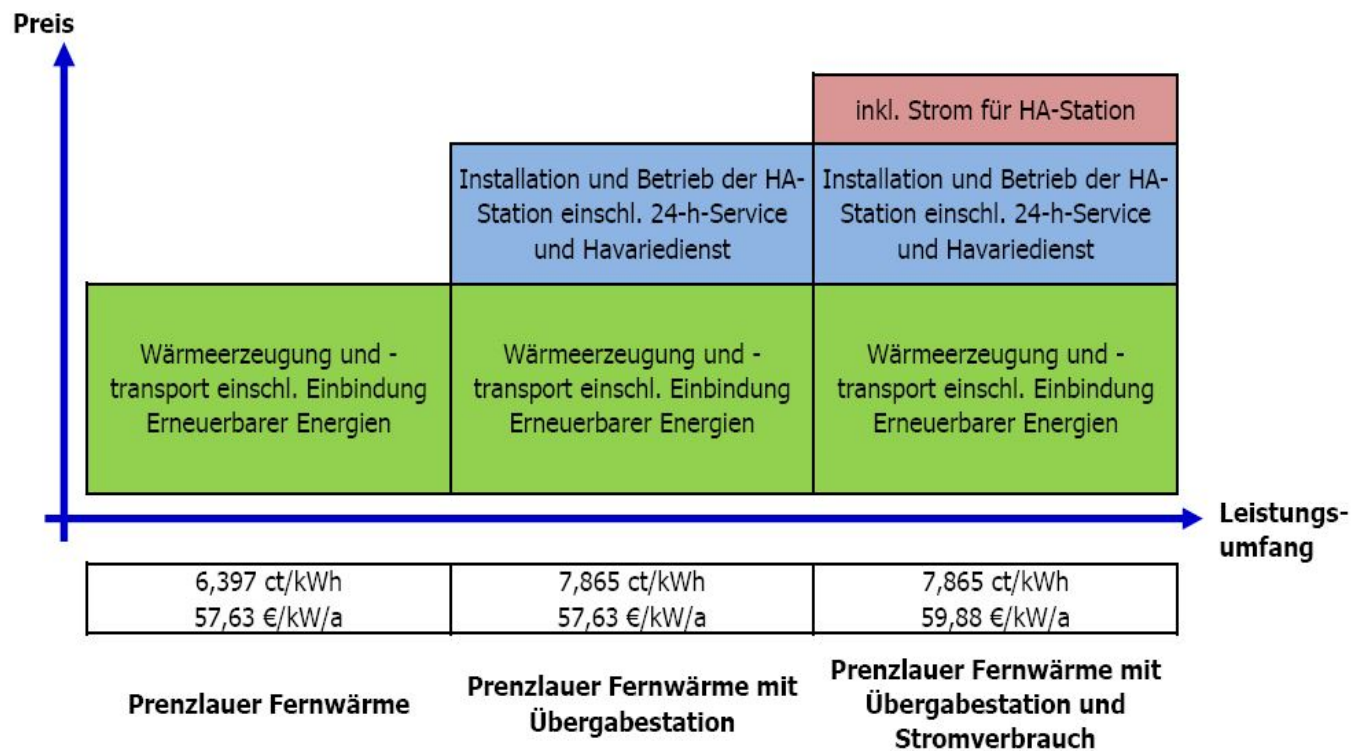 Preis
inkl. Strom für HA-Station
Installation und Betrieb der HA-
Station einschl. 24-h-Service
und Havariedienst
Installation und Betrieb der HA-
Station einschl. 24-h-Service
und Havariedienst
Wärmeerzeugung und -
transport einschl. Einbindung
Erneuerbarer Energien
Wärmeerzeugung und -
transport einschl. Einbindung
Erneuerbarer Energien
Wärmeerzeugung und -
transport einschl. Einbindung
Erneuerbarer Energien
Leistungs-
umfang
6,397 ct/kWh
57,63 €/kW/a
7,865 ct/kWh
57,63 €/kW/a
7,865 ct/kWh
59,88 €/kW/a
Prenzlauer Fernwärme
Prenzlauer Fernwärme mit
Übergabestation
Prenzlauer Fernwärme mit
Übergabestation und
Stromverbrauch